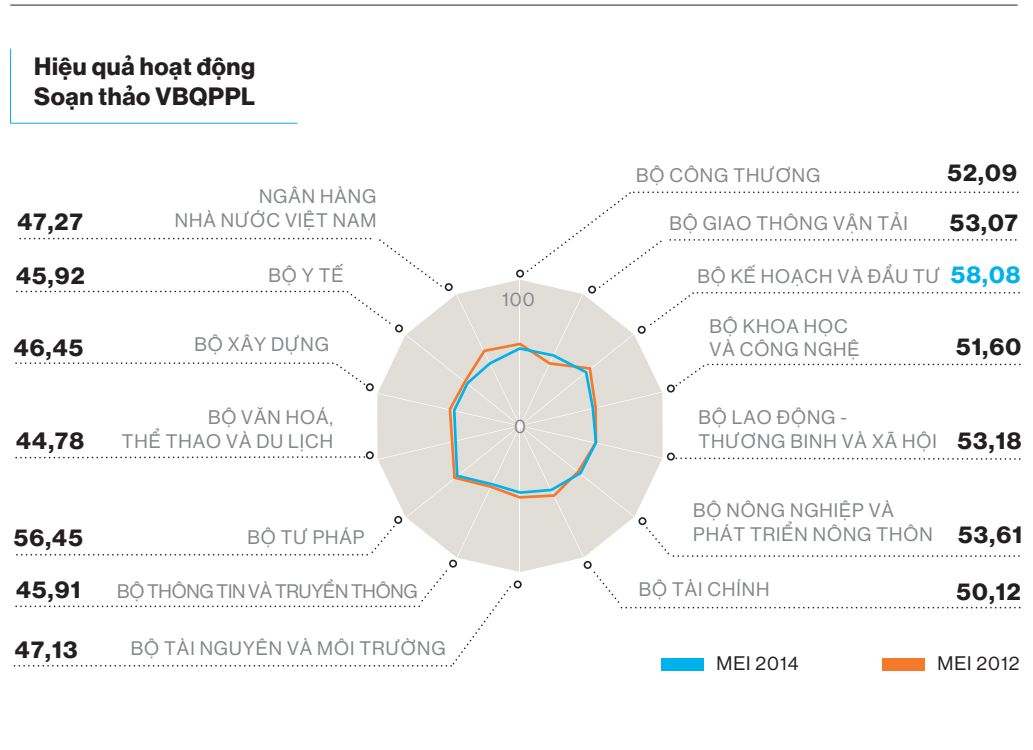 Hiệu quả hoạt động
Soạn thảo VBQPPL
BỘ CÔNG THƯƠNG 52,09
BỘ GIAO THÔNG VẬN TẢI 53,07
BỘ KẾ HOẠCH VÀ ĐẦU TƯ 58,08
BỘ KHOA HỌC
VÀ CÔNG NGHỆ 51,60
BỘ LAO ĐỘNG -
THƯƠNG BINH VÀ XÃ HỘI 53,18
BỘ NÔNG NGHIỆP VÀ
PHÁT TRIỂN NÔNG THÔN 53,61
BỘ TÀI CHÍNH 50,12
NGÂN HÀNG
47,27 NHÀ NƯỚC VIỆT NAM
45,92 BỘ Y TẾ
46,45 BỘ XÂY DỰNG
BỘ VĂN HOÁ,
44,78 THỂ THAO VÀ DU LỊCH
56,45 BỘ TƯ PHÁP
45,91 BỘ THÔNG TIN VÀ TRUYỀN THÔNG
47,13 BỘ TÀI NGUYÊN VÀ MÔI TRƯỜNG
100
0
MEI 2014
MEI 2012